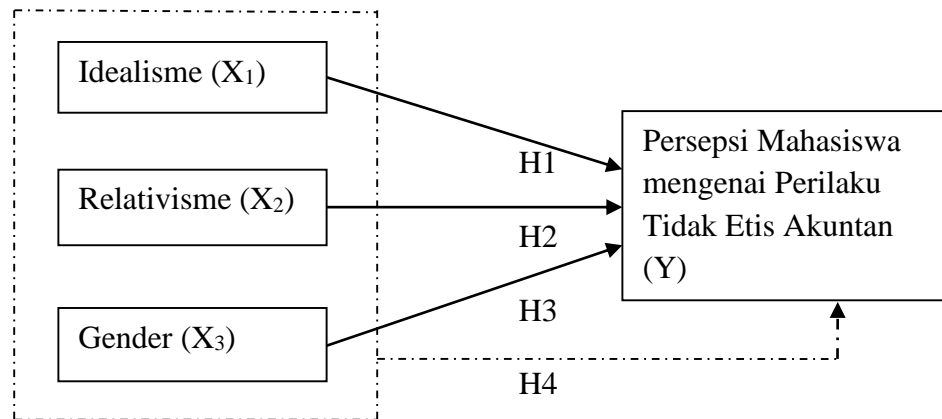 Idealisme (X₁)
Relativisme (X₂)
Gender (X₃)
H1
H2
H3
H4
Persepsi Mahasiswa
mengenai Perilaku
Tidak Etis Akuntan
(Y)